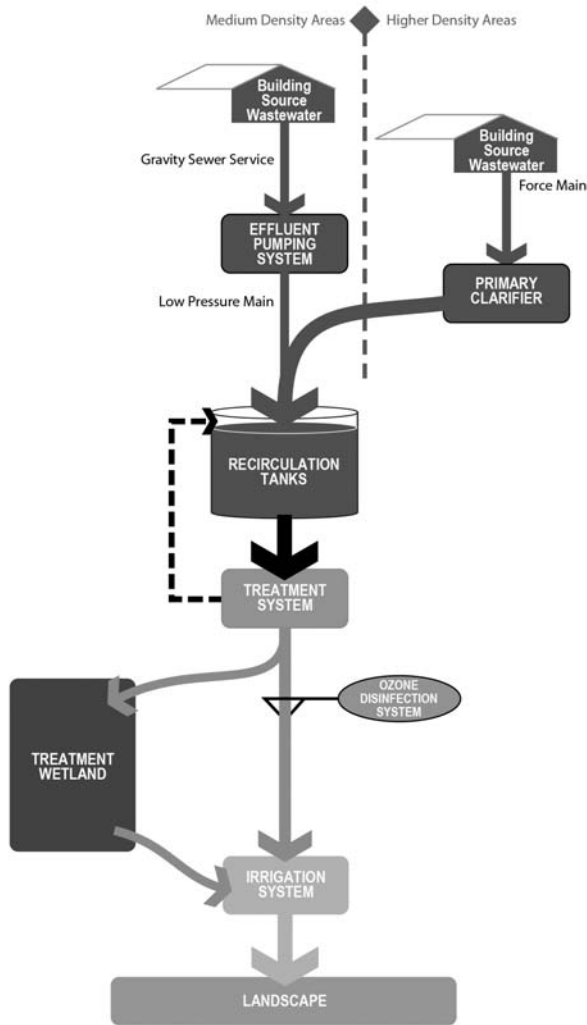 Medium Density Areas
Higher Density Areas
Building
Source
Wastewater
Building
Source
Wastewater
Gravity Sewer Service
Force Main
EFFLUENT
PUMPING
SYSTEM
PRIMARY
CLARIFIER
Low Pressure Main
RECIRCULATION
TANKS
TREATMENT
SYSTEM
OZONE
DISINFECTION
SYSTEM
TREATMENT
WETLAND
IRRIGATION
SYSTEM
LANDSCAPE